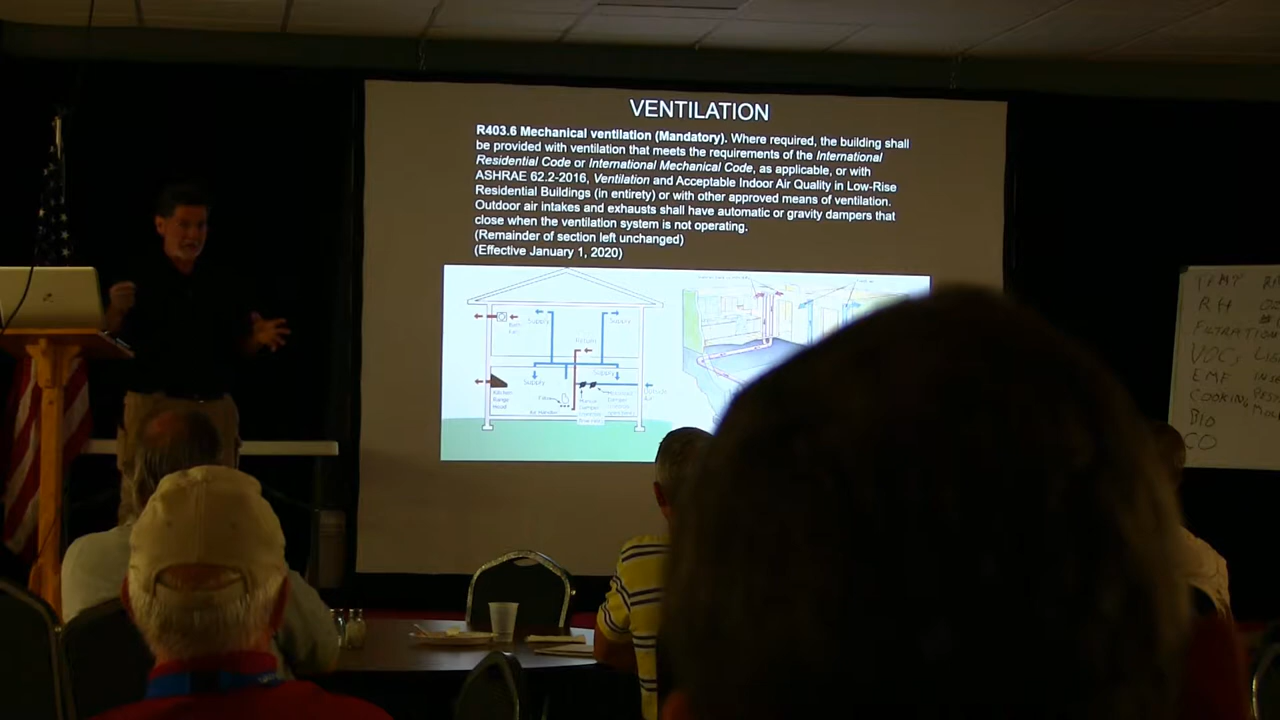 VENTILATION
R403.6 Mechanical ventilation (Mandatory). Where required, the building shall
be provided with ventilation that meets the requirements of the International
Residential Code or International Mechanical Code, as applicable, or with
ASHRAE 62.2-2016, Ventilation and Acceptable Indoor Air Quality in Low-Rise
Residential Buildings (in entirety) or with other approved means of ventilation.
Outdoor air intakes and exhausts shall have automatic or gravity dampers that
close when the ventilation system is not operating.
(Remainder of section left unchanged)
(Effective January 1, 2020)
Supply
Supply
Return
Supply
Supply
Kitchen
Range
Hood
Outside
Air
Air Handler
RH
FILTRATION
VOC
EMF
COOKING
BIO
CO